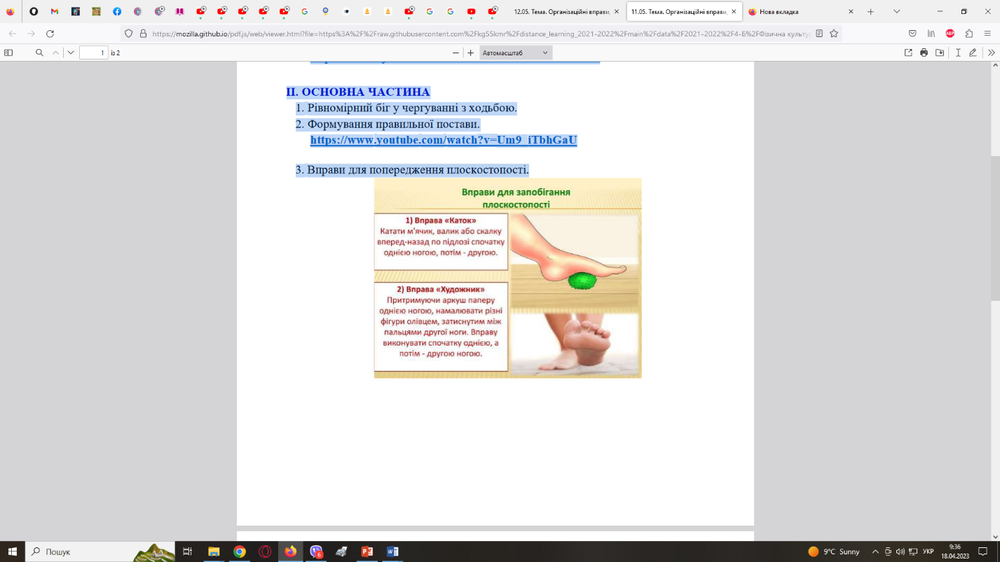 12.05. Тема. Організаційні вправи,
11.05. Тема. Організаційні вправи,
Нова вкладка
https://mozilla.github.io/pdf.js/web/viewer.html?file=https%3A%2F%2Fraw.githubusercontent.com%2Fkg55kmr%2Fdistance_learning_2021-2022%2Fmain%2Fdata%2F2021-2022%2F4-Б%2FФізична культу
1 із 2
Автомасштаб
II. ОСНОВНА ЧАСТИНА
1. Рівномірний біг у чергуванні з ходьбою.
2. Формування правильної постави.
https://www.youtube.com/watch?v=Um9_iTbhGaU
3. Вправи для попередження плоскостопості.
Вправи для запобігання
плоскостопості
1) Вправа «Каток»
Катати м'ячик, валик або скалку
вперед-назад по підлозі спочатку
однією ногою, потім - другою.
2) Вправа «Художник»
Притримуючи аркуш паперу
однією ногою, намалювати різні
фігури олівцем, затиснутим між
пальцями другої ноги. Вправу
виконувати спочатку однією, а
потім - другою ногою.
Пошук
9°C Sunny
УКР
9:36
18.04.2023